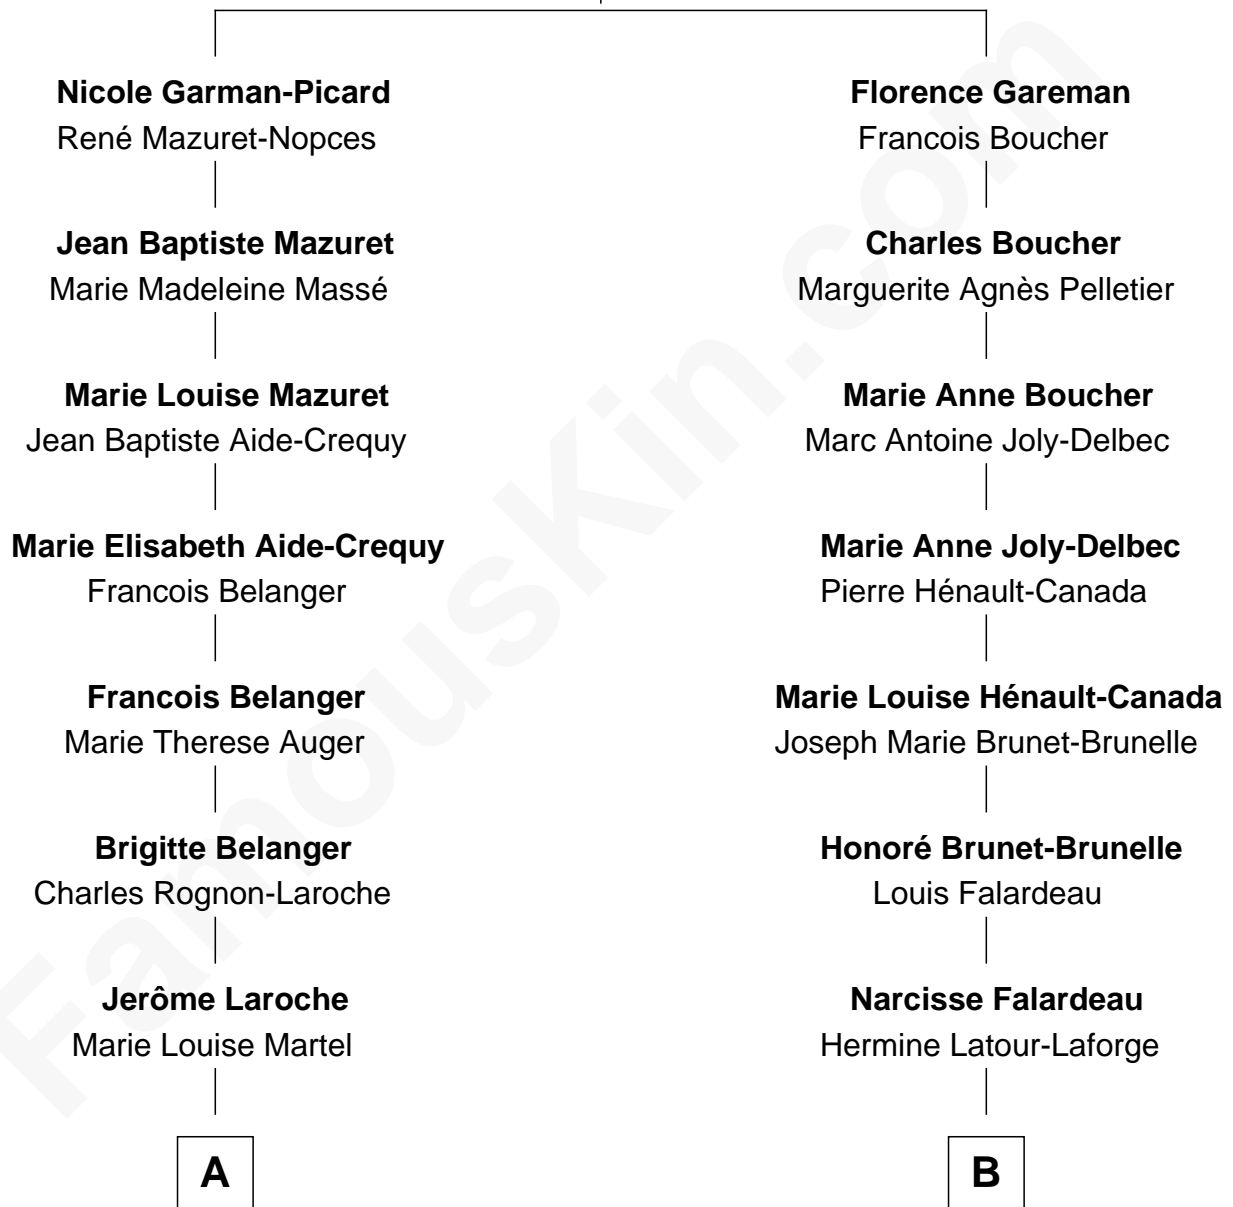 Nicole Garman-Picard
René Mazuret-Nopces
Jean Baptiste Mazuret
Marie Madeleine Massé
Marie Louise Mazuret
Jean Baptiste Aide-Crequy
Marie Elisabeth Aide-Crequy
Francois Belanger
Francois Belanger
Marie Therese Auger
Brigitte Belanger
Charles Rognon-Laroche
Jerôme Laroche
Marie Louise Martel
A
Florence Gareman
Francois Boucher
Charles Boucher
Marguerite Agnès Pelletier
Marie Anne Boucher
Marc Antoine Joly-Delbec
Marie Anne Joly-Delbec
Pierre Hénault-Canada
Marie Louise Hénault-Canada
Joseph Marie Brunet-Brunelle
Honoré Brunet-Brunelle
Louis Falardeau
Narcisse Falardeau
Hermine Latour-Laforge
B
FamousKin.com